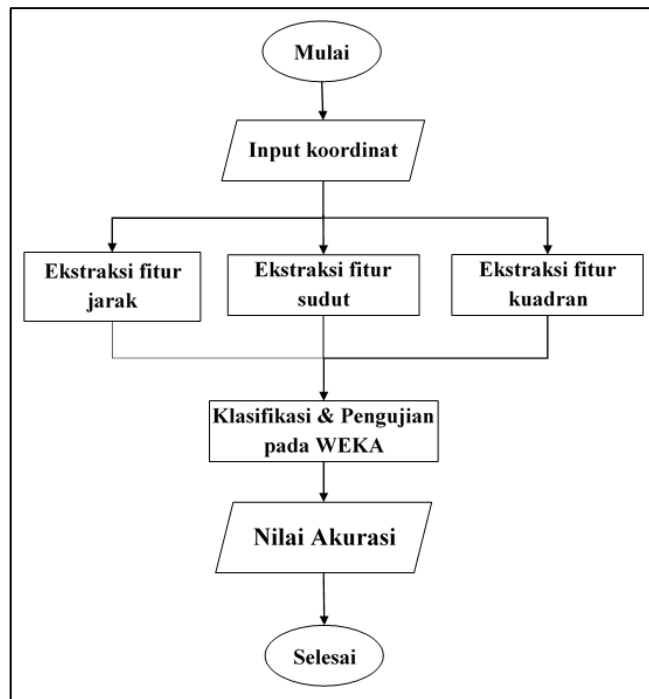 Mulai
Input koordinat
Ekstraksi fitur
jarak
Ekstraksi fitur
sudut
Ekstraksi fitur
kuadran
Klasifikasi & Pengujian
pada WEKA
Nilai Akurasi
Selesai